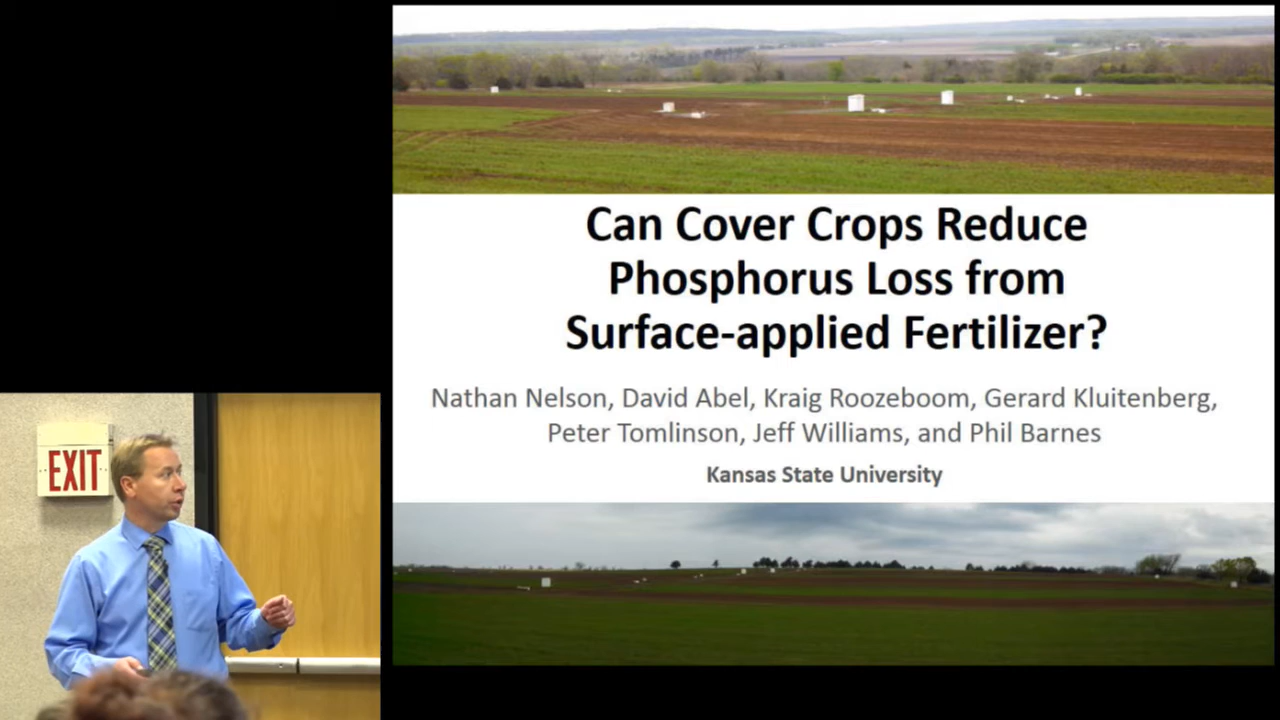 Can Cover Crops Reduce
Phosphorus Loss from
Surface-applied Fertilizer?
Nathan Nelson, David Abel, Kraig Roozeboom, Gerard Kluitenberg,
Peter Tomlinson, Jeff Williams, and Phil Barnes
Kansas State University
EXIT